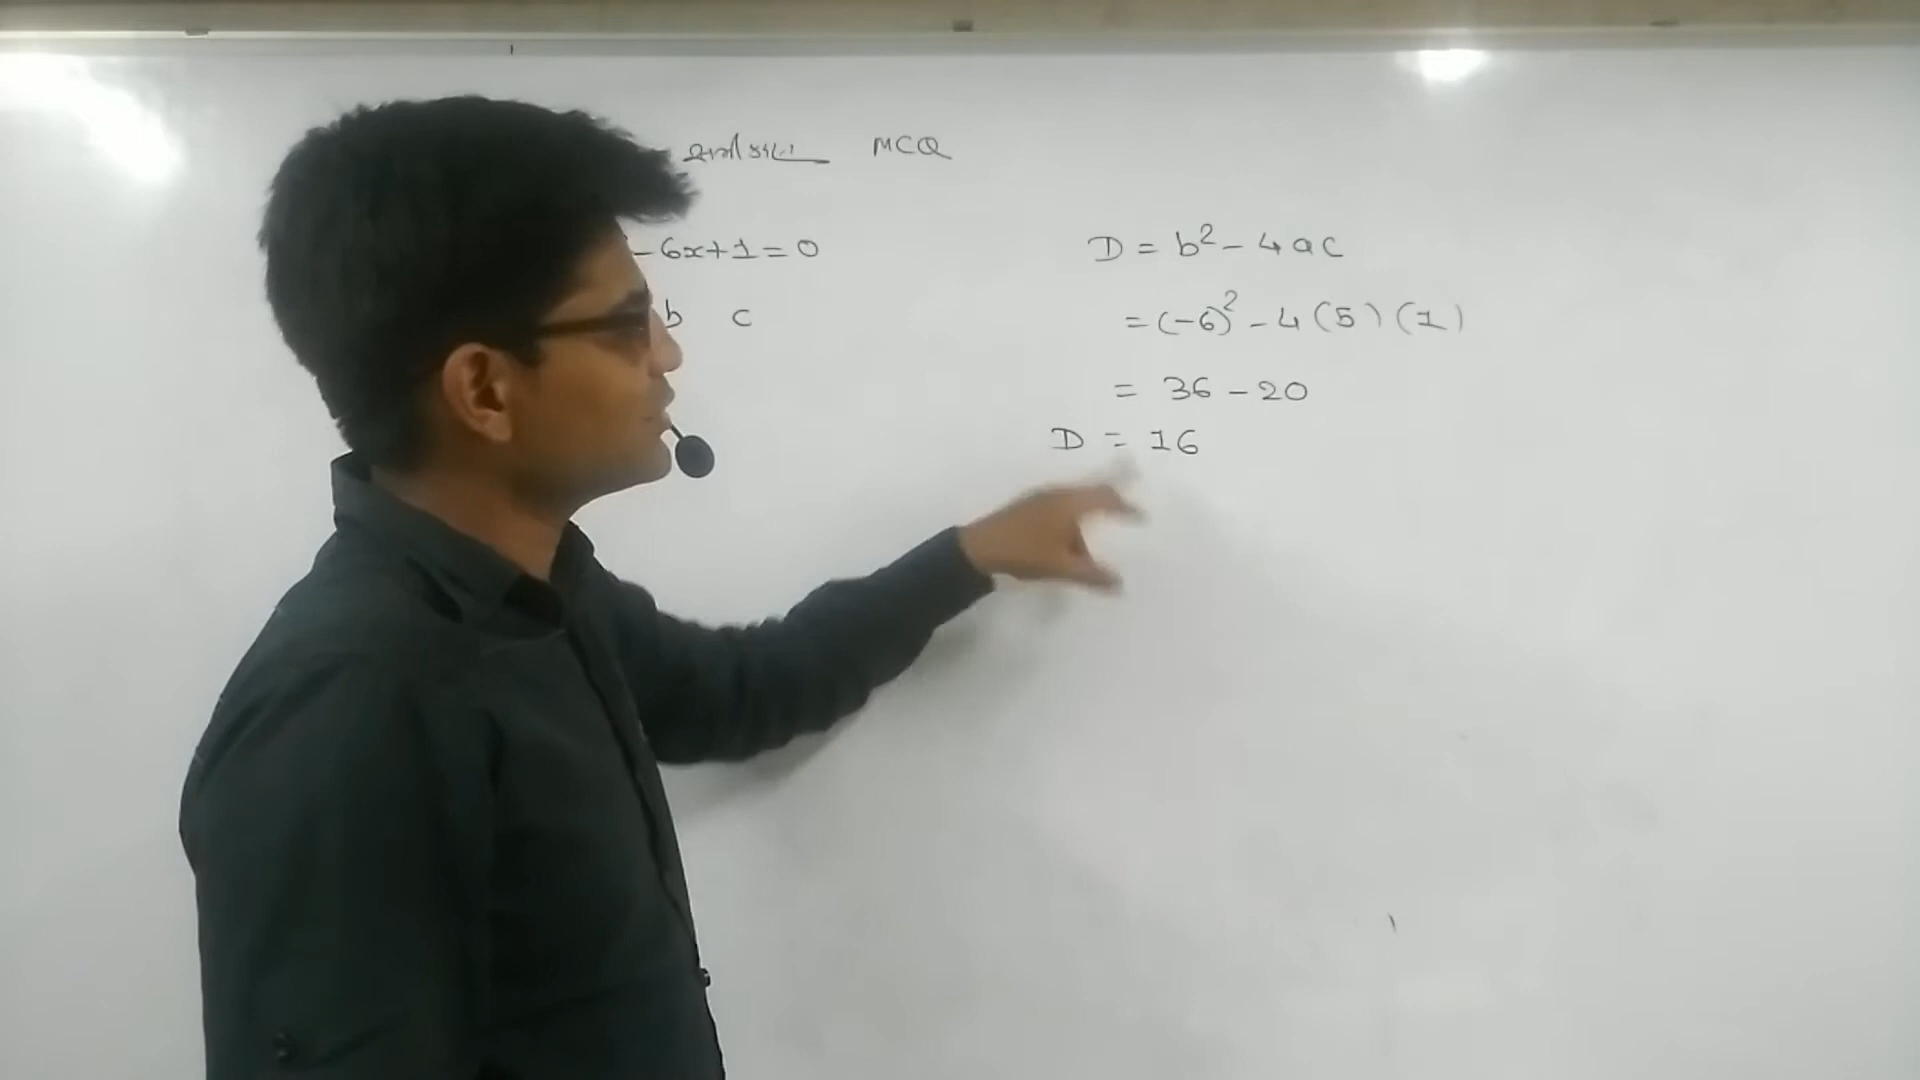 સમીકરણ MCQ
- 6x + 1 = 0
b c
D = b² - 4ac
= (-6)² - 4 (5) (1)
= 36 - 20
D = 16